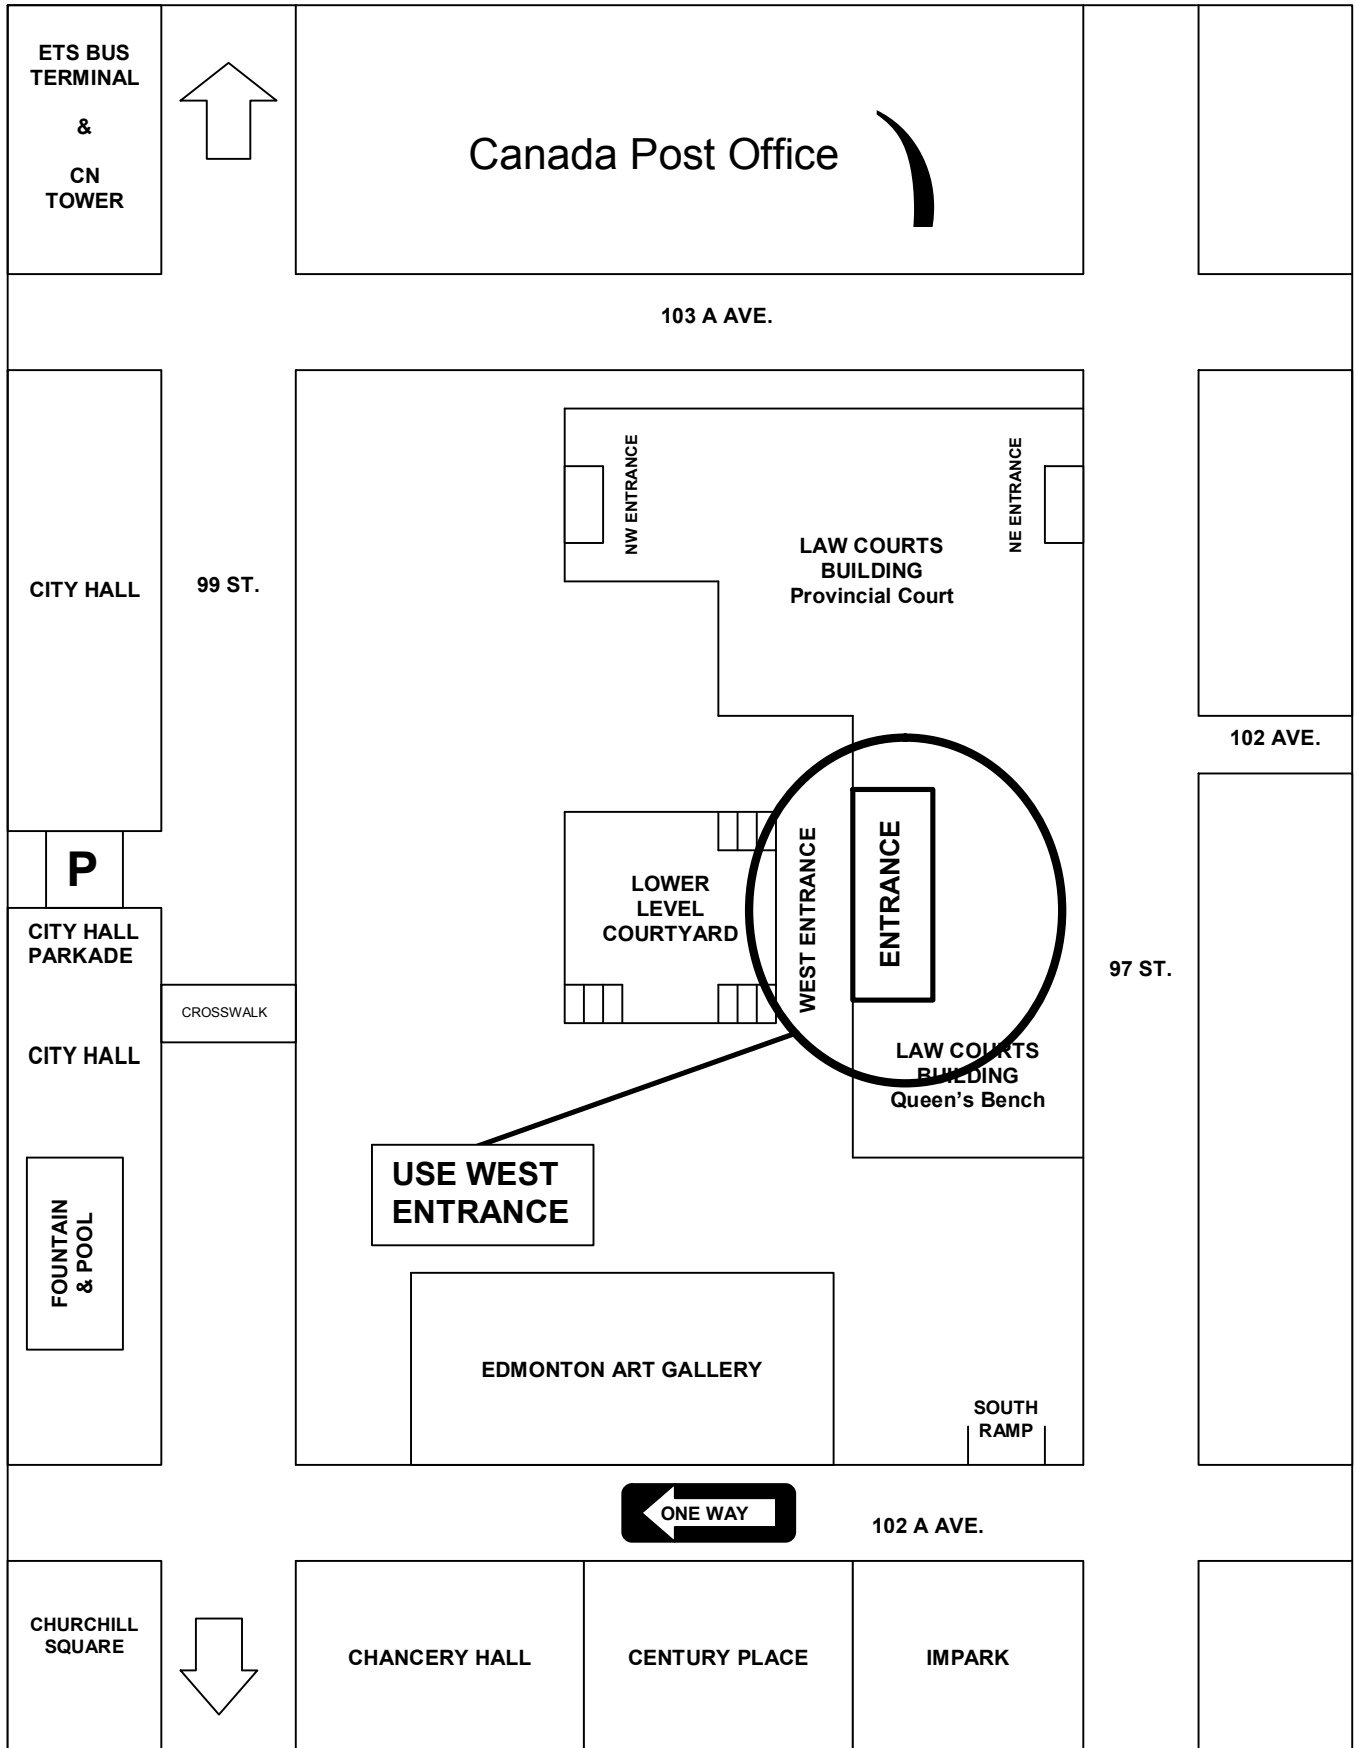 ETS BUS
TERMINAL
&
CN
TOWER
Canada Post Office
103 A AVE.
CITY HALL
99 ST.
NW ENTRANCE
NE ENTRANCE
LAW COURTS
BUILDING
Provincial Court
102 AVE.
P
CITY HALL
PARKADE
CROSSWALK
CITY HALL
LOWER
LEVEL
COURTYARD
WEST ENTRANCE
ENTRANCE
97 ST.
LAW COURTS
BUILDING
Queen's Bench
USE WEST
ENTRANCE
FOUNTAIN
& POOL
EDMONTON ART GALLERY
SOUTH
RAMP
ONE WAY
102 A AVE.
CHURCHILL
SQUARE
CHANCERY HALL
CENTURY PLACE
IMPARK